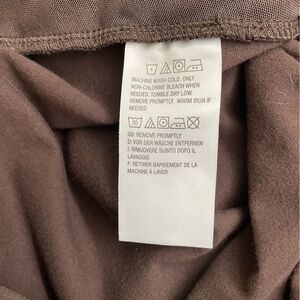 MACHINE WASH COLD. ONLY
NON-CHLORINE BLEACH WHEN
NEEDED. TUMBLE DRY LOW.
REMOVE PROMPTLY. WARM IRON IF
NEEDED
30
GB: REMOVE PROMPTLY
D: VOR DER WÄSCHE ENTFERNEN
I: RIMUOVERE SUBITO DOPO IL
LAVAGGIO
F: RETIRER RAPIDEMENT DE LA
MACHINE À LAVER